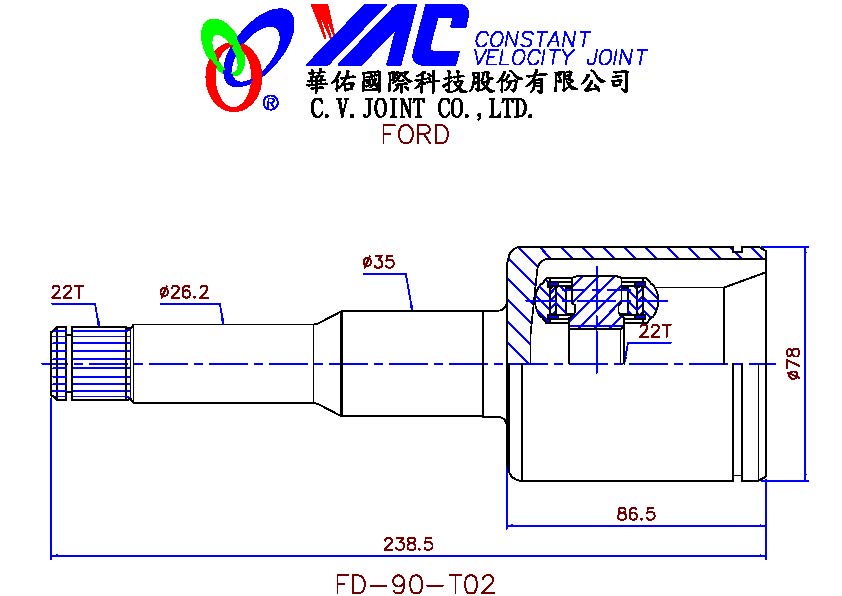 YAC CONSTANT
VELOCITY JOINT
®
華佑國際科技股份有限公司
C.V.JOINT CO.,LTD.
FORD
ø35
22T
ø26.2
22T
ø78
86.5
238.5
FD-90-T02